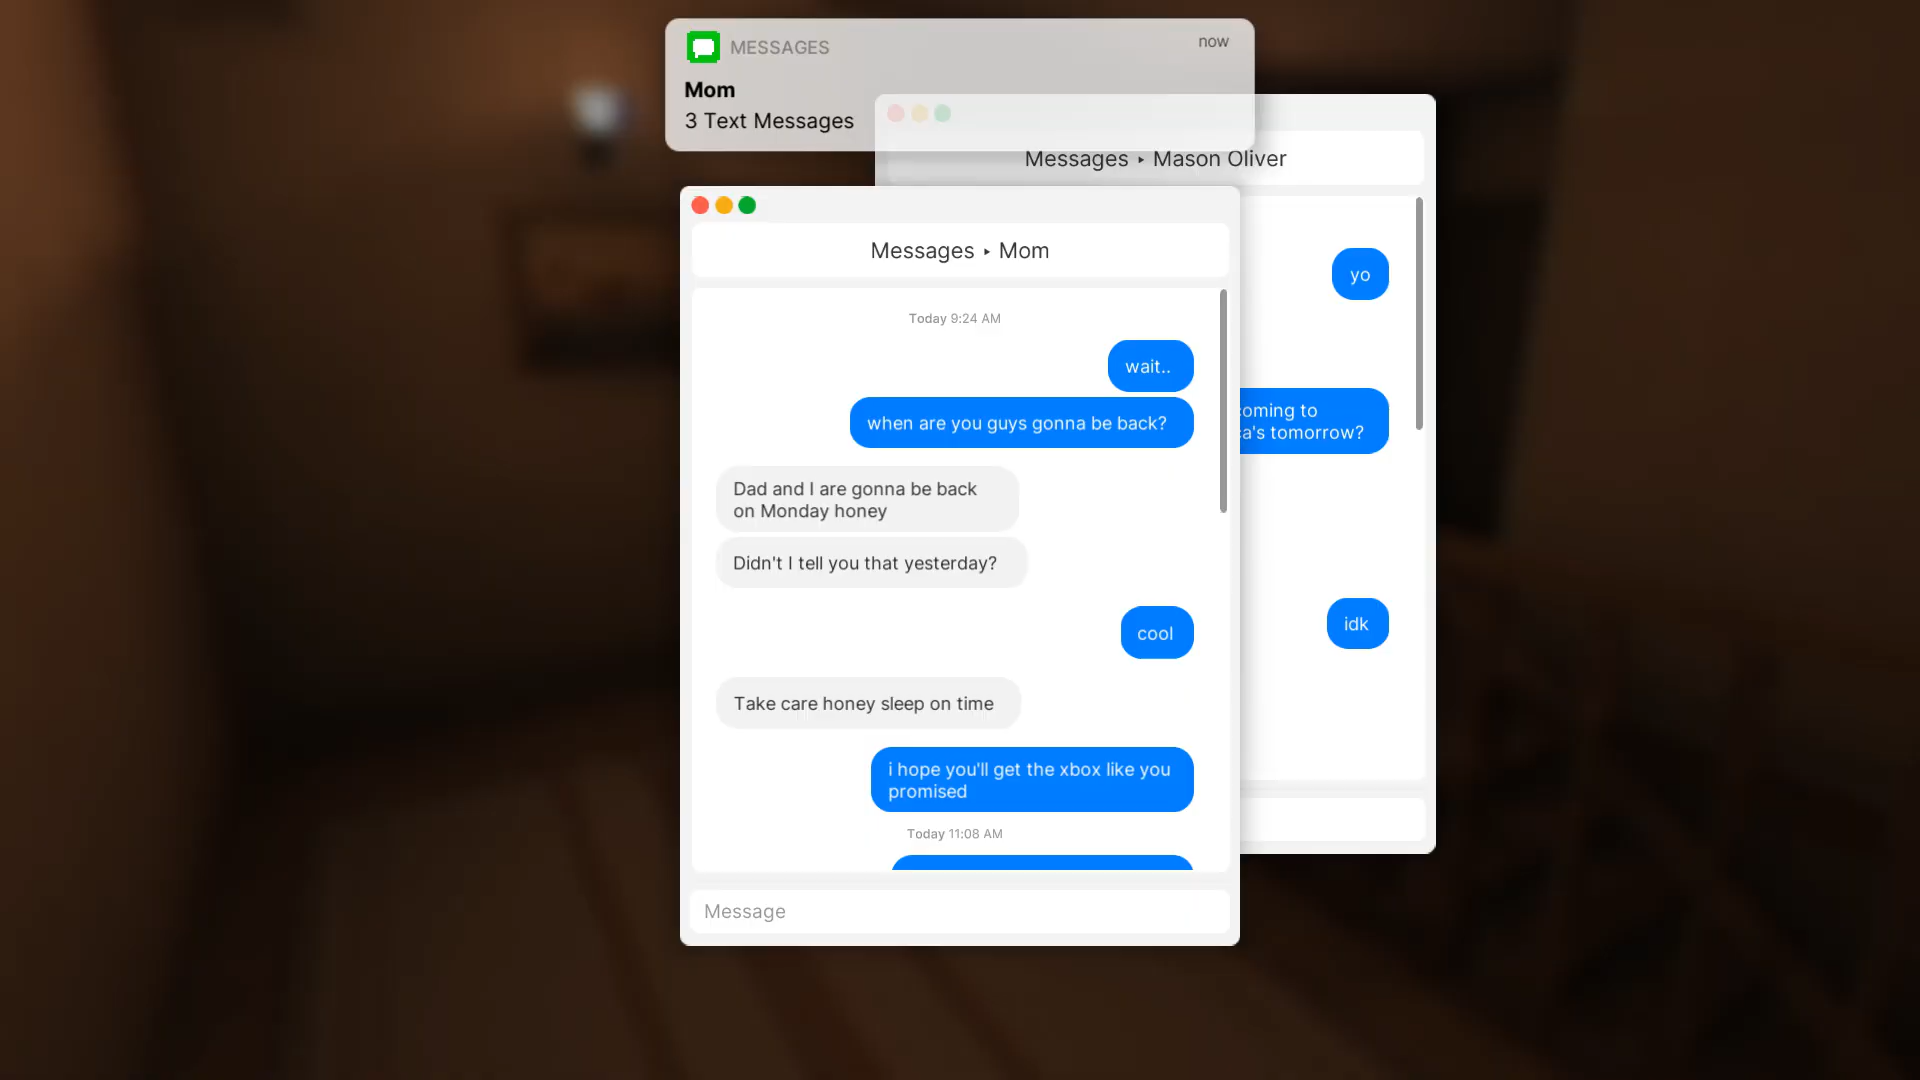 MESSAGES
now
Mom
3 Text Messages
Messages ‣ Mason Oliver
yo
coming to
tomorrow?
idk
Messages ‣ Mom
Today 9:24 AM
wait..
when are you guys gonna be back?
Dad and I are gonna be back
on Monday honey
Didn't I tell you that yesterday?
cool
Take care honey sleep on time
i hope you'll get the xbox like you
promised
Today 11:08 AM
Message